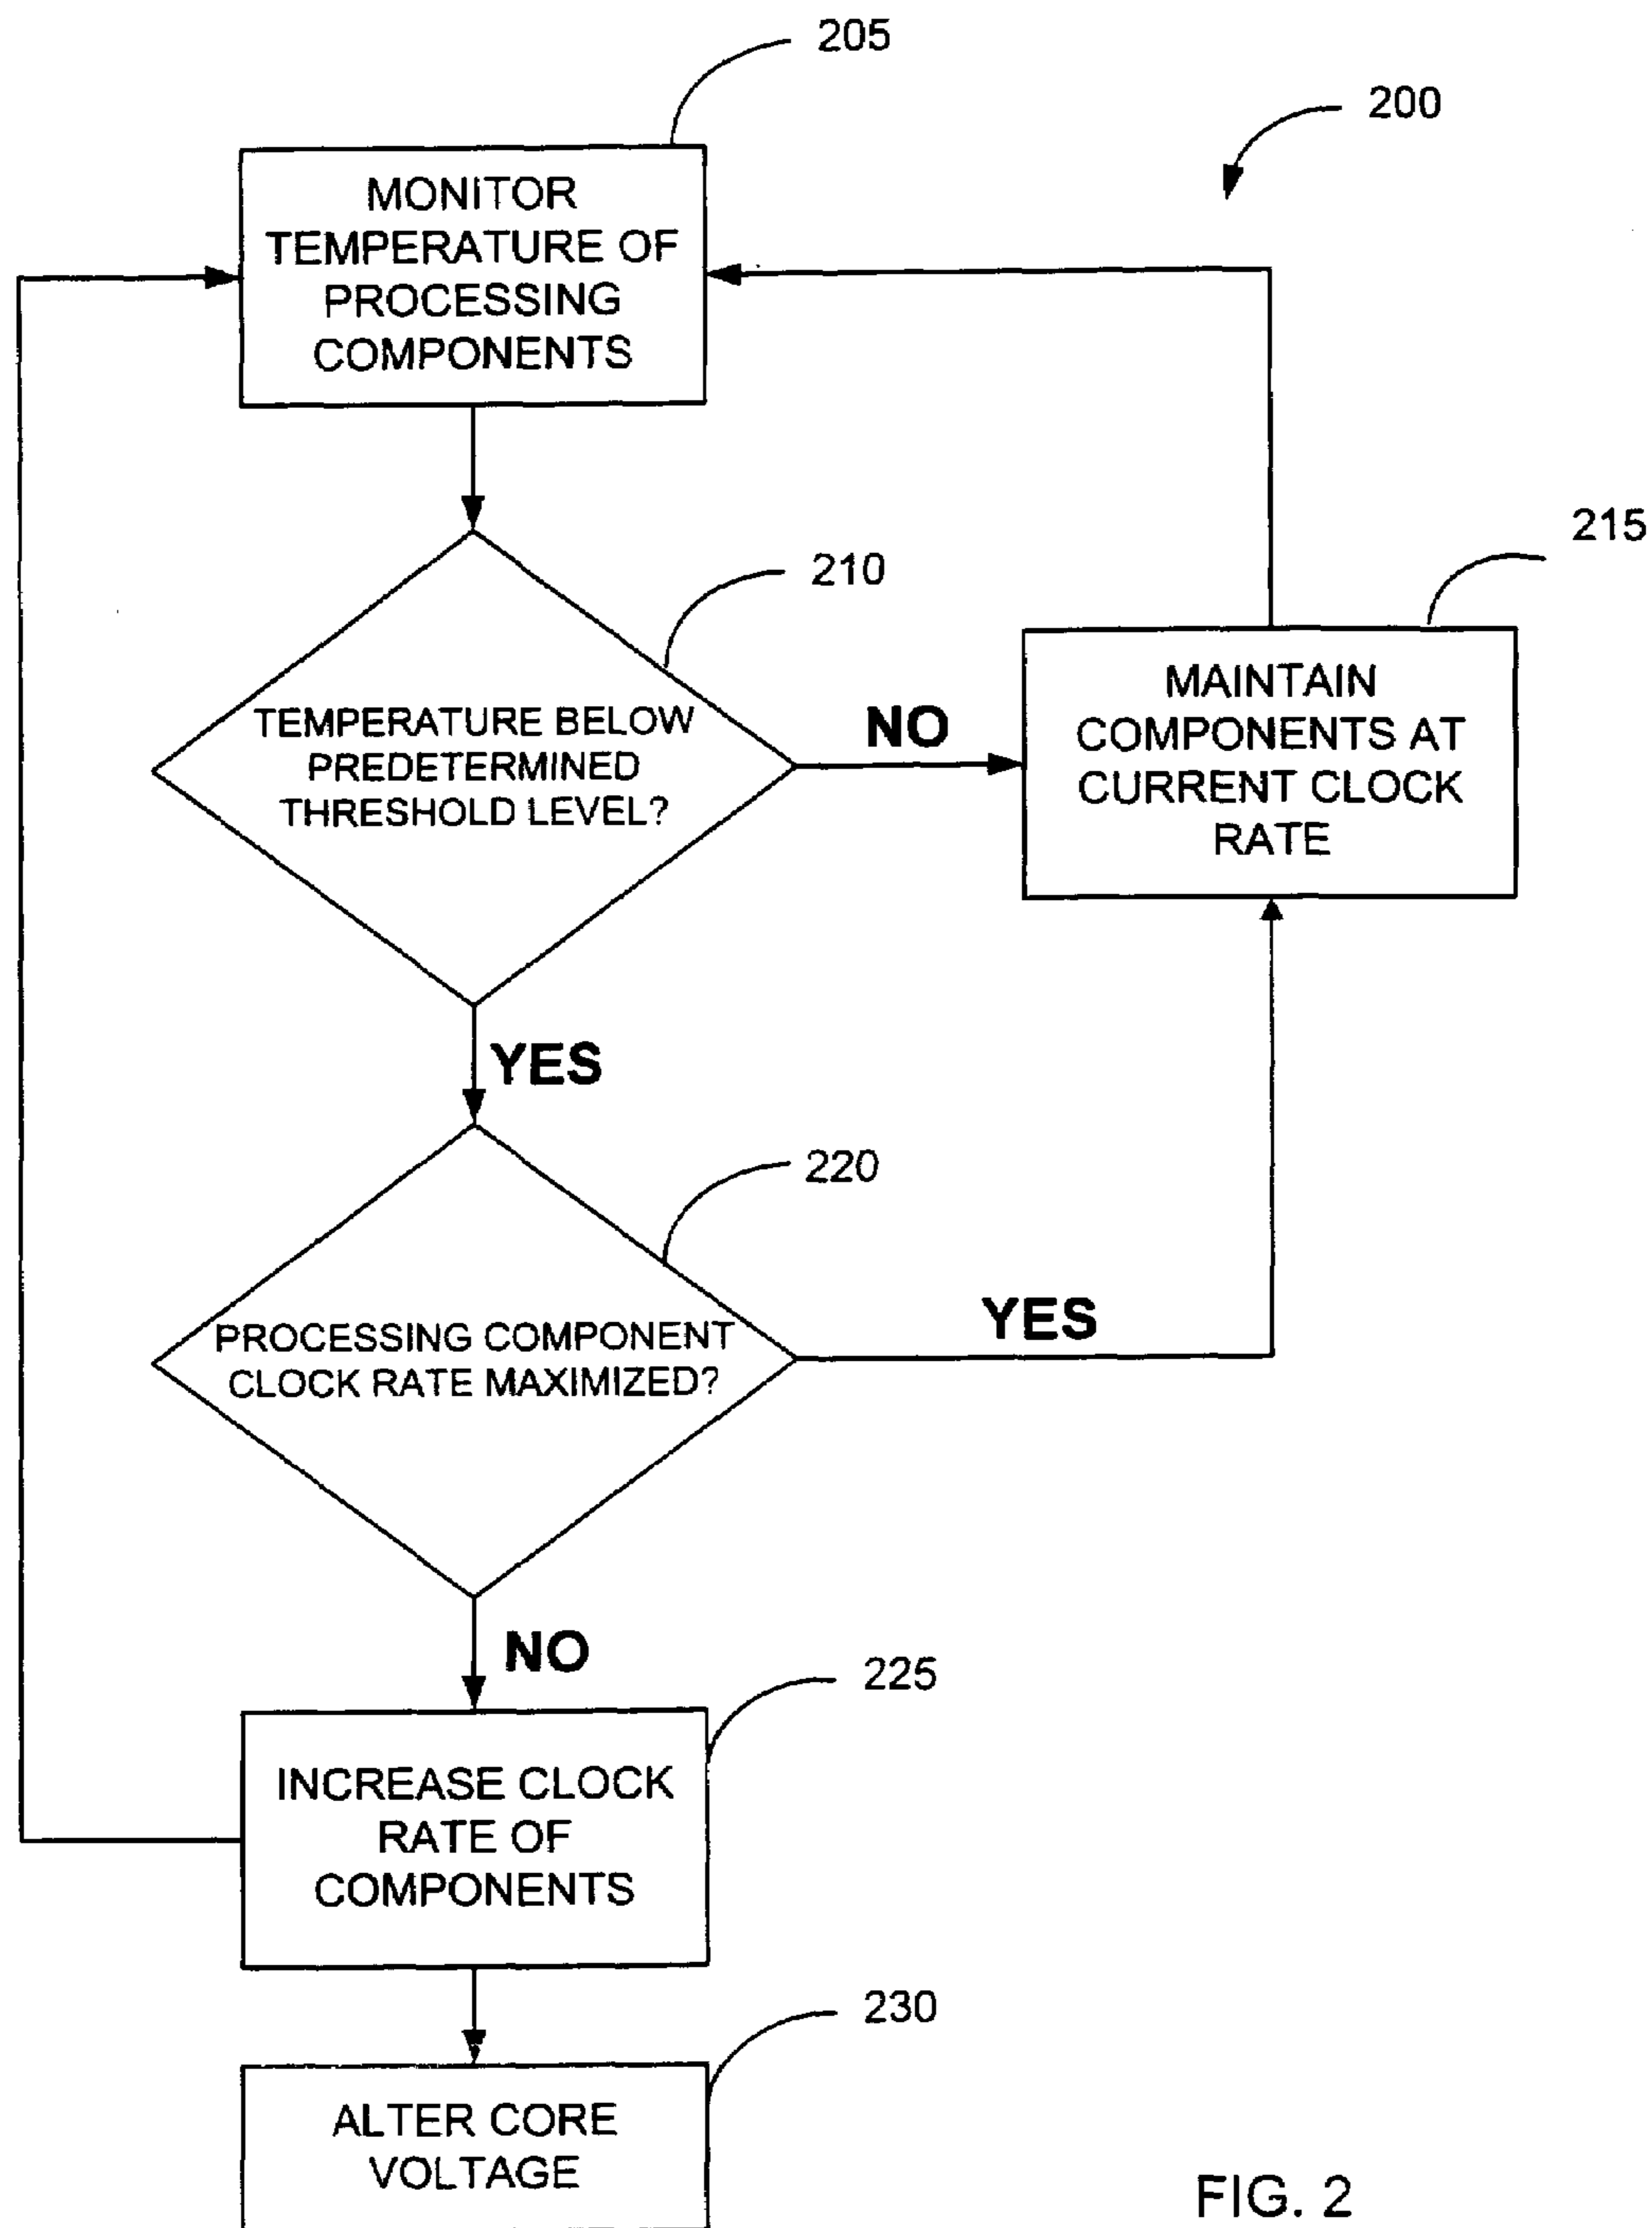 205
200
MONITOR
TEMPERATURE OF
PROCESSING
COMPONENTS
210
TEMPERATURE BELOW
PREDETERMINED
THRESHOLD LEVEL?
NO
215
MAINTAIN
COMPONENTS AT
CURRENT CLOCK
RATE
YES
220
PROCESSING COMPONENT
CLOCK RATE MAXIMIZED?
YES
NO
225
INCREASE CLOCK
RATE OF
COMPONENTS
230
ALTER CORE
VOLTAGE
FIG. 2